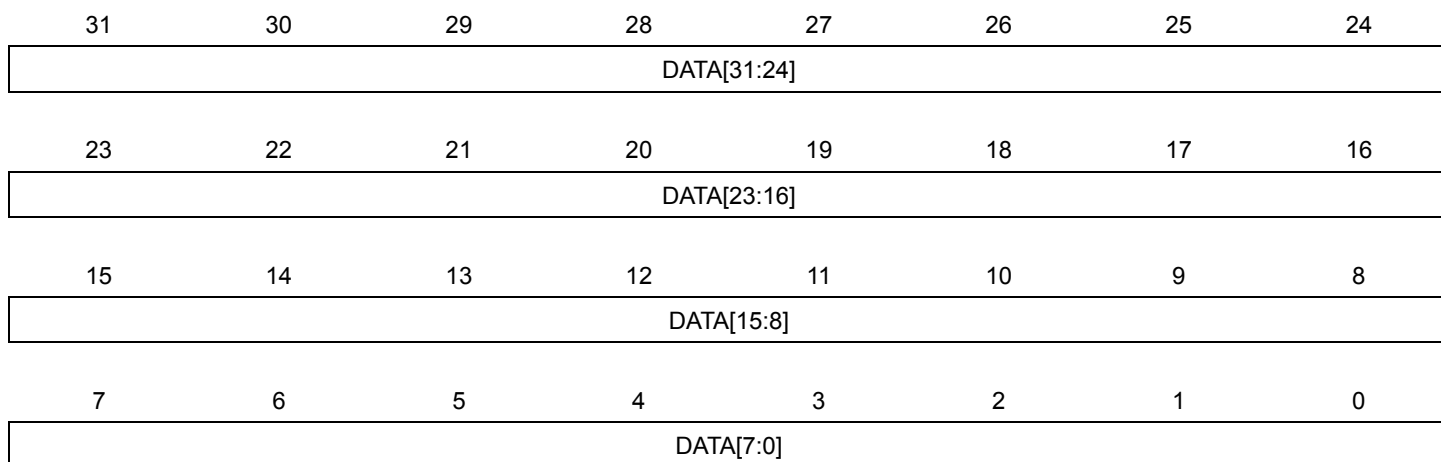 31 30 29 28 27 26 25 24
DATA[31:24]
23 22 21 20 19 18 17 16
DATA[23:16]
15 14 13 12 11 10 9 8
DATA[15:8]
7 6 5 4 3 2 1 0
DATA[7:0]